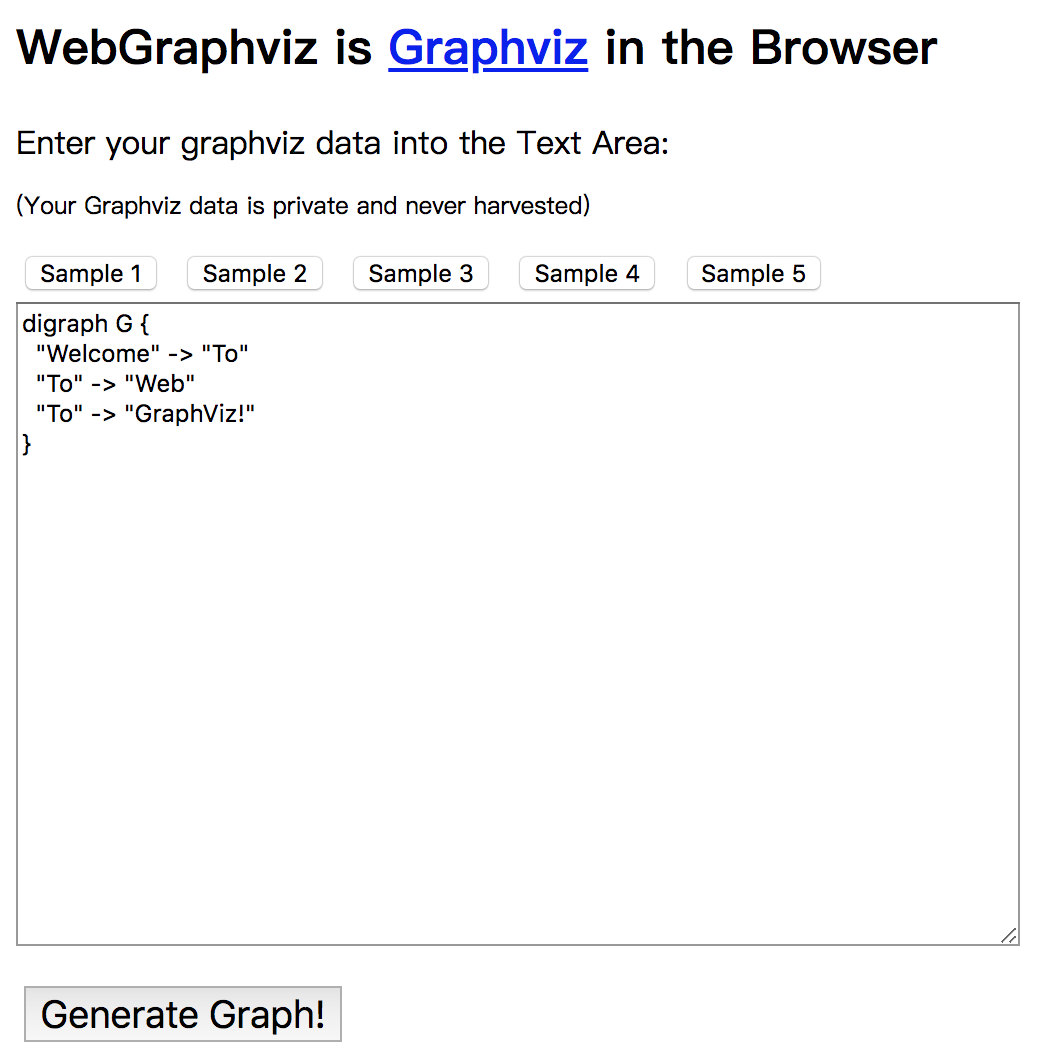 WebGraphviz is Graphviz in the Browser
Enter your graphviz data into the Text Area:
(Your Graphviz data is private and never harvested)
Sample 1 Sample 2 Sample 3 Sample 4 Sample 5
digraph G {
"Welcome" -> "To"
"To" -> "Web"
"To" -> "GraphViz!"
}
Generate Graph!